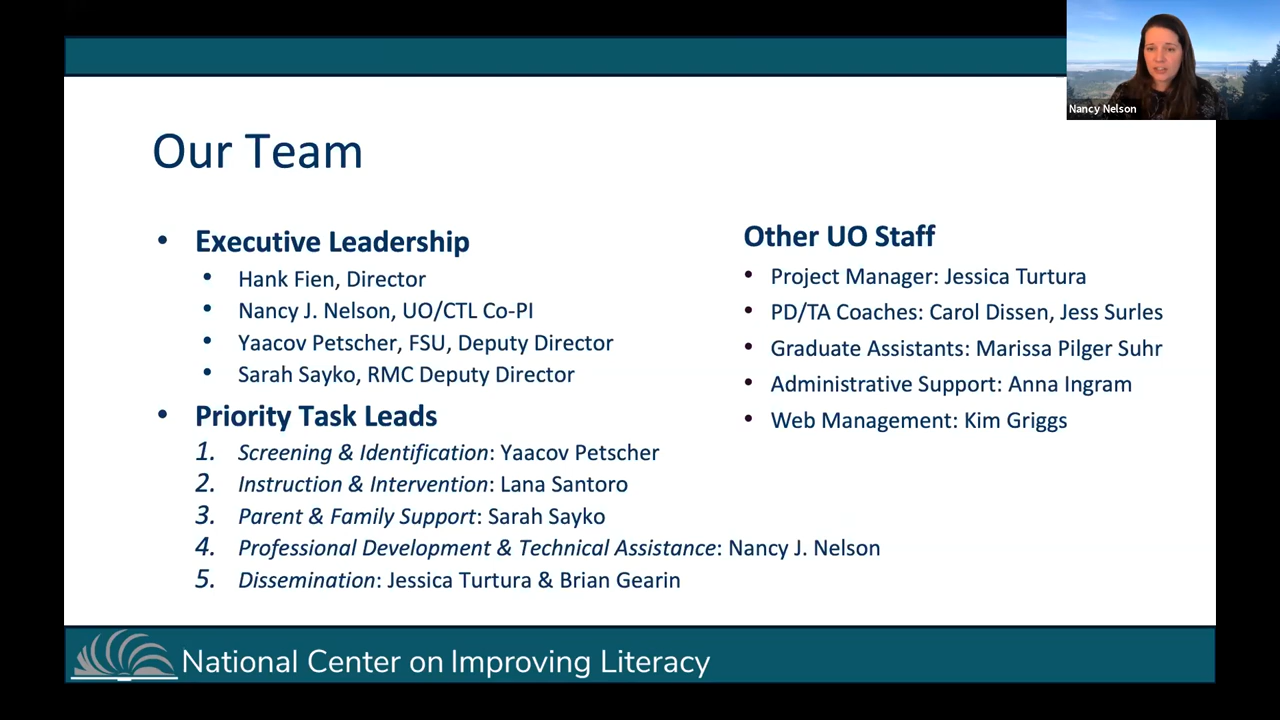 Nancy Nelson
Our Team
• Executive Leadership
• Hank Fien, Director
• Nancy J. Nelson, UO/CTL Co-PI
• Yaacov Petscher, FSU, Deputy Director
• Sarah Sayko, RMC Deputy Director
• Priority Task Leads
1. Screening & Identification: Yaacov Petscher
2. Instruction & Intervention: Lana Santoro
3. Parent & Family Support: Sarah Sayko
4. Professional Development & Technical Assistance: Nancy J. Nelson
5. Dissemination: Jessica Turtura & Brian Gearin
Other UO Staff
• Project Manager: Jessica Turtura
• PD/TA Coaches: Carol Dissen, Jess Surles
• Graduate Assistants: Marissa Pilger Suhr
• Administrative Support: Anna Ingram
• Web Management: Kim Griggs
National Center on Improving Literacy